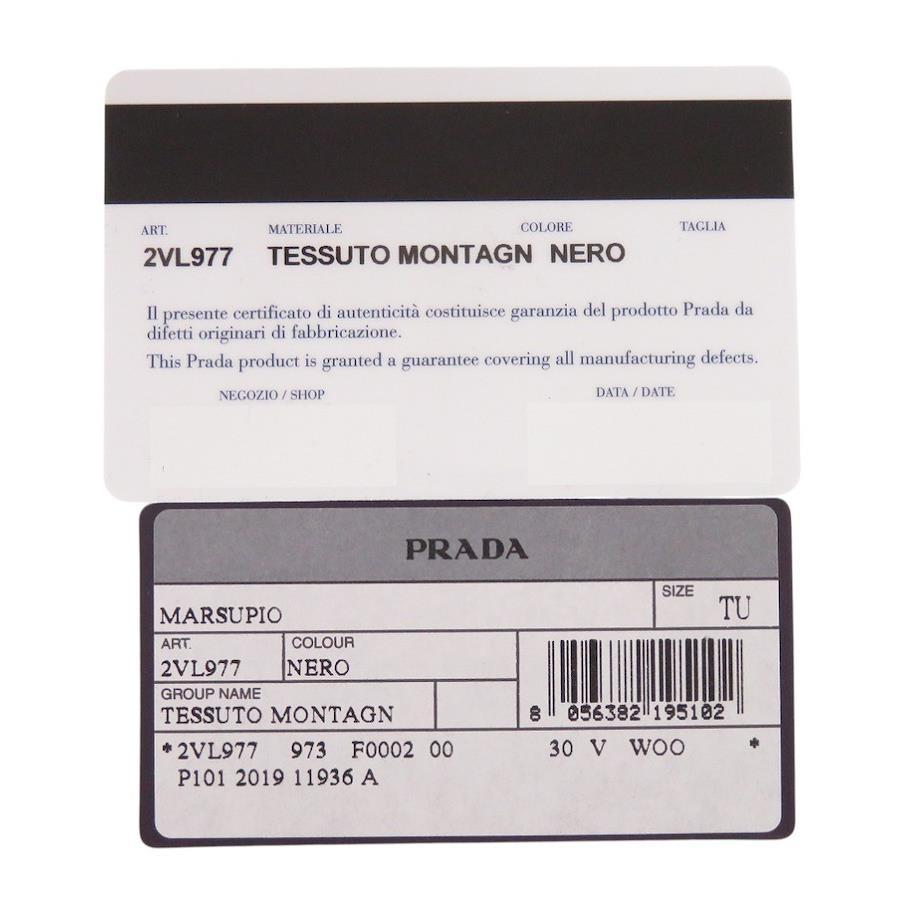 ART. MATERIALE COLORE TAGLIA
2VL977 TESSUTO MONTAGN NERO
Il presente certificato di autenticità costituisce garanzia del prodotto Prada da
difetti originari di fabbricazione.
This Prada product is granted a guarantee covering all manufacturing defects.
NEGOZIO / SHOP DATA / DATE
PRADA
MARSUPIO SIZE TU
ART. COLOUR
2VL977 NERO
GROUP NAME
TESSUTO MONTAGN
8 056382 195102
*2VL977 973 F0002 00 30 V WOO *
P101 2019 11936 A